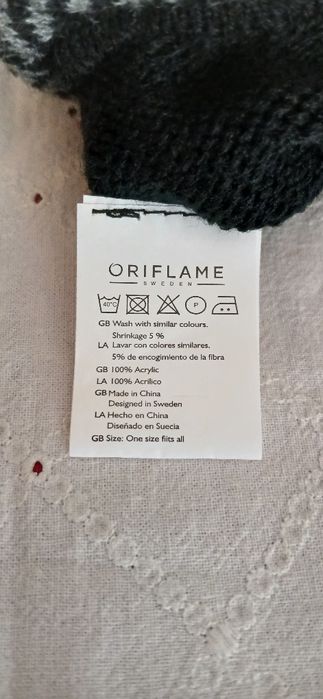 ORIFLAME
SWEDEN
40°C P
GB Wash with similar colours.
Shrinkage 5 %
LA Lavar con colores similares.
5% de encogimiento de la fibra
GB 100% Acrylic
LA 100% Acrílico
GB Made in China
Designed in Sweden
LA Hecho en China
Diseñado en Suecia
GB Size: One size fiits all